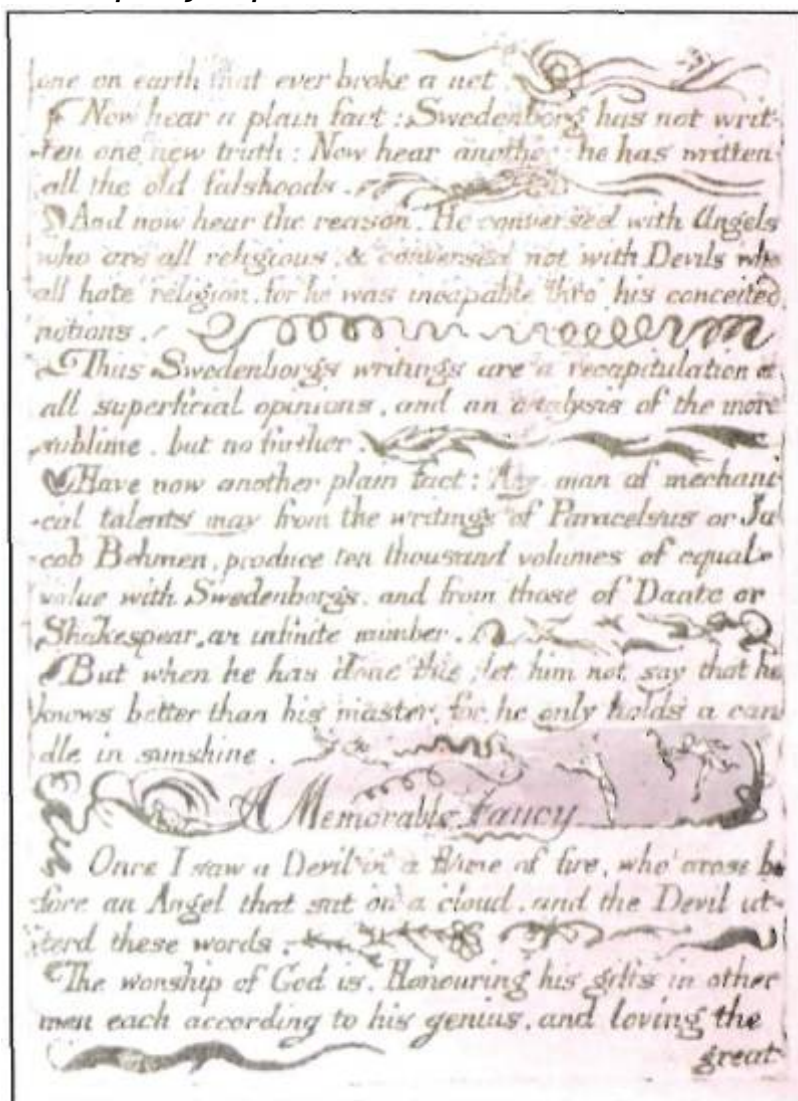 one on earth that ever broke a net.
Now hear a plain fact: Swedenborg has not writ-
-ten one new truth: Now hear another: he has written
all the old falshoods.
And now hear the reason. He conversed with Angels
who are all religious, & conversed not with Devils who
all hate religion, for he was incapable thro' his conceited
notions.
Thus Swedenborgs writings are a recapitulation of
all superficial opinions, and an analysis of the more
sublime, but no further.
Have now another plain fact: Any man of mechani-
-cal talents may from the writings of Paracelsus or Ja-
cob Behmen, produce ten thousand volumes of equal
value with Swedenborgs, and from those of Dante or
Shakespear, an infinite number.
But when he has done this, let him not say that he
knows better than his master, for he only holds a can-
dle in sunshine.
A Memorable Fancy
Once I saw a Devil in a flame of fire, who arose be-
-fore an Angel that sat on a cloud, and the Devil ut-
-terd these words.
The worship of God is, Honouring his gifts in other
men each according to his genius, and loving the
great